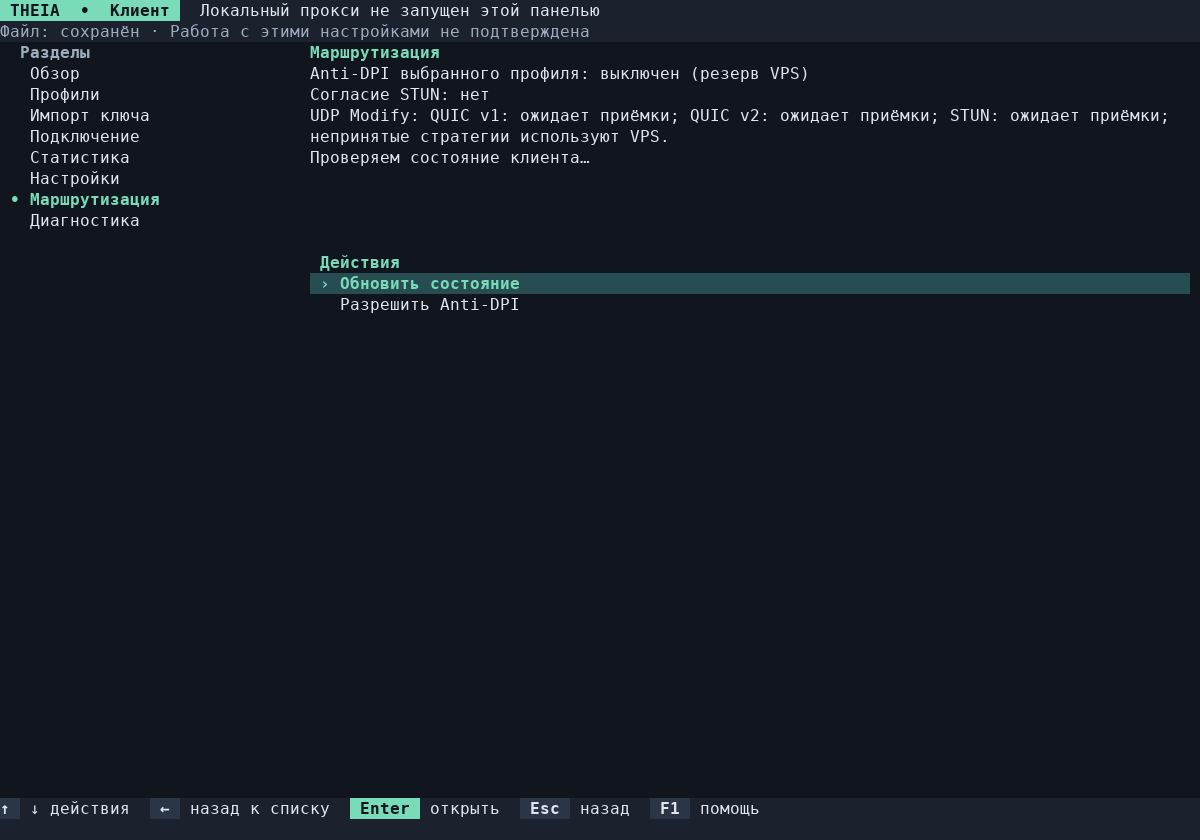 THEIA • Клиент Локальный прокси не запущен этой панелью
Файл: сохранён · Работа с этими настройками не подтверждена
Разделы
Обзор
Профили
Импорт ключа
Подключение
Статистика
Настройки
• Маршрутизация
Диагностика
Маршрутизация
Anti-DPI выбранного профиля: выключен (резерв VPS)
Согласие STUN: нет
UDP Modify: QUIC v1: ожидает приёмки; QUIC v2: ожидает приёмки; STUN: ожидает приёмки;
непринятые стратегии используют VPS.
Проверяем состояние клиента…
Действия
› Обновить состояние
Разрешить Anti-DPI
↑ ↓ действия ← назад к списку Enter открыть Esc назад F1 помощь